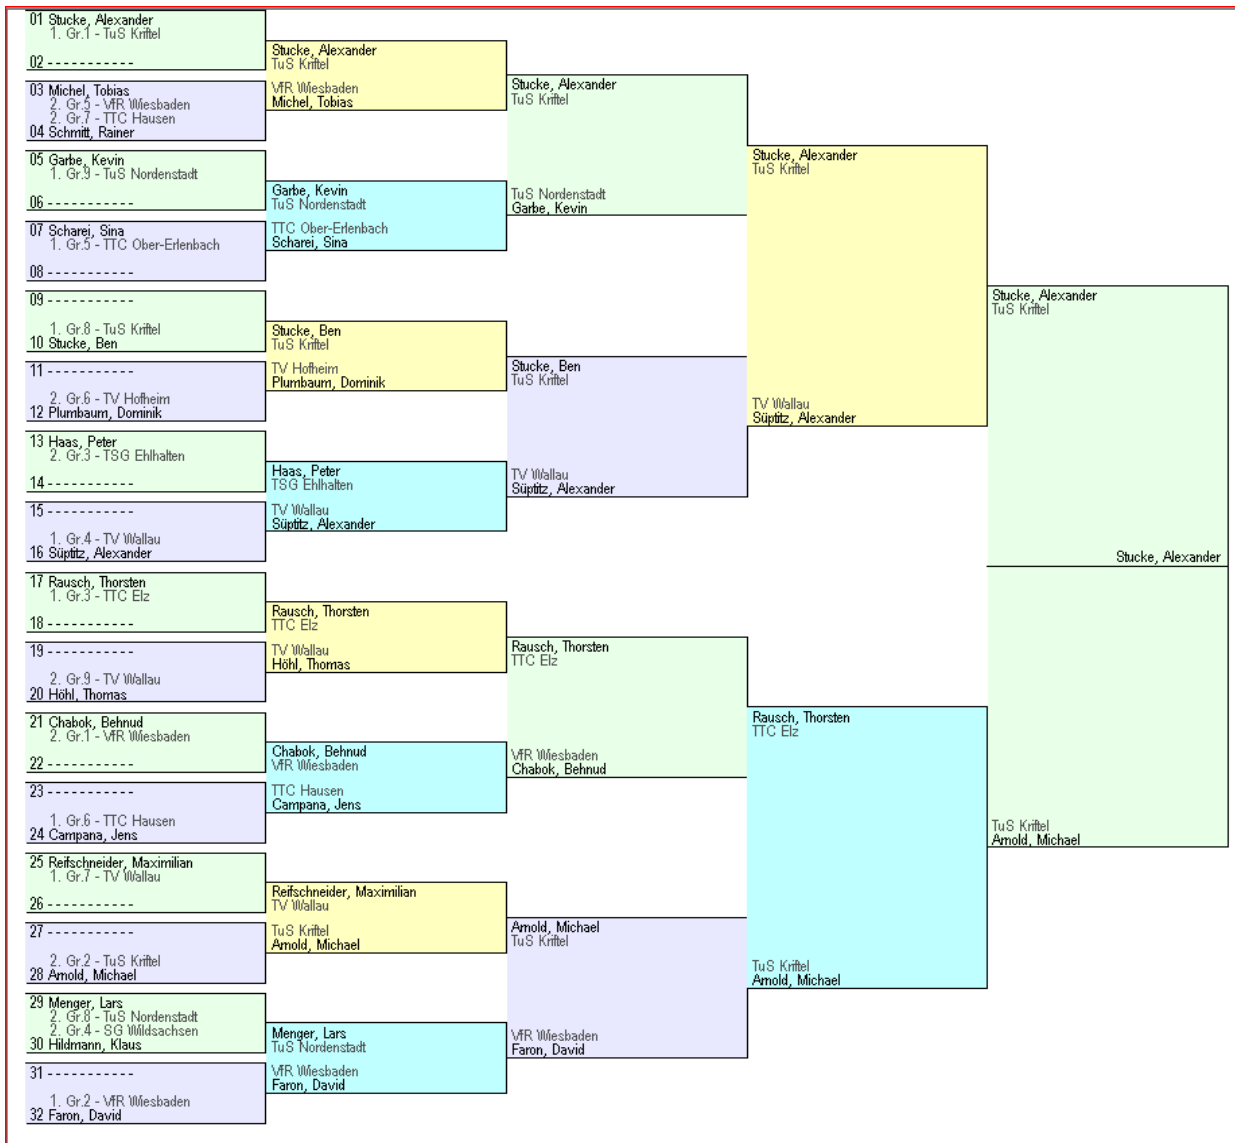 01 Stucke, Alexander
1. Gr.1 - TuS Kriftel
02 - - - - - - - - - - -
03 Michel, Tobias
2. Gr.5 - VfR Wiesbaden
2. Gr.7 - TTC Hausen
04 Schmitt, Rainer
05 Garbe, Kevin
1. Gr.9 - TuS Nordenstadt
06 - - - - - - - - - - -
07 Scharei, Sina
1. Gr.5 - TTC Ober-Erlenbach
08 - - - - - - - - - - -
09 - - - - - - - - - - -
1. Gr.8 - TuS Kriftel
10 Stucke, Ben
11 - - - - - - - - - - -
2. Gr.6 - TV Hofheim
12 Plumbaum, Dominik
13 Haas, Peter
2. Gr.3 - TSG Ehlhalten
14 - - - - - - - - - - -
15 - - - - - - - - - - -
1. Gr.4 - TV Wallau
16 Süptitz, Alexander
17 Rausch, Thorsten
1. Gr.3 - TTC Elz
18 - - - - - - - - - - -
19 - - - - - - - - - - -
2. Gr.9 - TV Wallau
20 Höhl, Thomas
21 Chabok, Behnud
2. Gr.1 - VfR Wiesbaden
22 - - - - - - - - - - -
23 - - - - - - - - - - -
1. Gr.6 - TTC Hausen
24 Campana, Jens
25 Reifschneider, Maximilian
1. Gr.7 - TV Wallau
26 - - - - - - - - - - -
27 - - - - - - - - - - -
2. Gr.2 - TuS Kriftel
28 Arnold, Michael
29 Menger, Lars
2. Gr.8 - TuS Nordenstadt
2. Gr.4 - SG Wildsachsen
30 Hildmann, Klaus
31 - - - - - - - - - - -
1. Gr.2 - VfR Wiesbaden
32 Faron, David
Stucke, Alexander
TuS Kriftel
VfR Wiesbaden
Michel, Tobias
Garbe, Kevin
TuS Nordenstadt
TTC Ober-Erlenbach
Scharei, Sina
Stucke, Ben
TuS Kriftel
TV Hofheim
Plumbaum, Dominik
Haas, Peter
TSG Ehlhalten
TV Wallau
Süptitz, Alexander
Rausch, Thorsten
TTC Elz
TV Wallau
Höhl, Thomas
Chabok, Behnud
VfR Wiesbaden
TTC Hausen
Campana, Jens
Reifschneider, Maximilian
TV Wallau
TuS Kriftel
Arnold, Michael
Menger, Lars
TuS Nordenstadt
VfR Wiesbaden
Faron, David
Stucke, Alexander
TuS Kriftel
TuS Nordenstadt
Garbe, Kevin
Stucke, Ben
TuS Kriftel
TV Wallau
Süptitz, Alexander
Rausch, Thorsten
TTC Elz
VfR Wiesbaden
Chabok, Behnud
Arnold, Michael
TuS Kriftel
VfR Wiesbaden
Faron, David
Stucke, Alexander
TuS Kriftel
TV Wallau
Süptitz, Alexander
Rausch, Thorsten
TTC Elz
TuS Kriftel
Arnold, Michael
Stucke, Alexander
TuS Kriftel
TuS Kriftel
Arnold, Michael
Stucke, Alexander